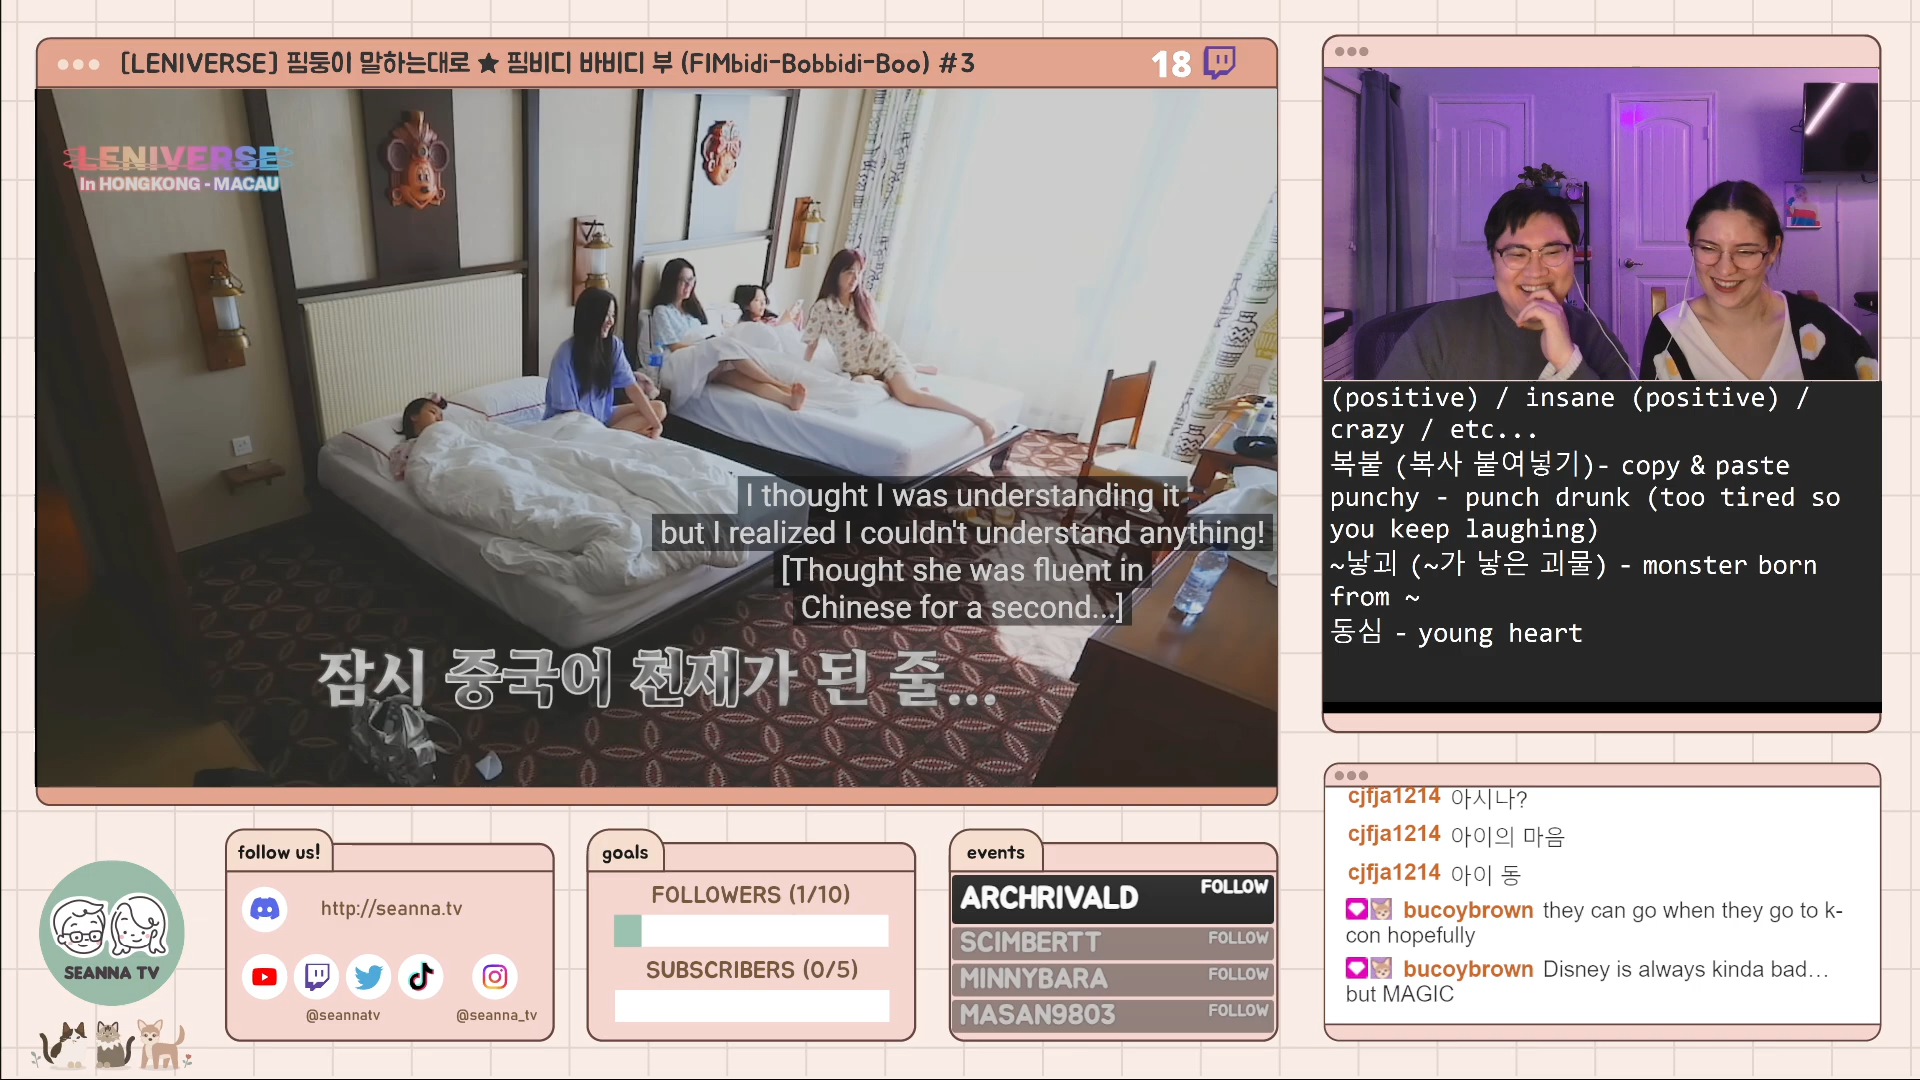 [LENIVERSE] 핌둥이 말하는대로 ★ 핌비디 바비디 부 (FIMbidi-Bobbidi-Boo) #3
18
LENIVERSE
In HONGKONG - MACAU
I thought I was understanding it
but I realized I couldn't understand anything!
[Thought she was fluent in
Chinese for a second...]
잠시 중국어 천재가 된 줄...
(positive) / insane (positive) /
crazy / etc...
복붙 (복사 붙여넣기)- copy & paste
punchy - punch drunk (too tired so
you keep laughing)
~낳괴 (~가 낳은 괴물) - monster born
from ~
동심 - young heart
cjfja1214 아시나?
cjfja1214 아이의 마음
cjfja1214 아이 동
bucoybrown they can go when they go to k-
con hopefully
bucoybrown Disney is always kinda bad...
but MAGIC
SEANNA TV
follow us!
http://seanna.tv
@seannatv
@seanna_tv
goals
FOLLOWERS (1/10)
SUBSCRIBERS (0/5)
events
ARCHRIVALD FOLLOW
SCIMBERTT FOLLOW
MINNYBARA FOLLOW
MASAN9803 FOLLOW